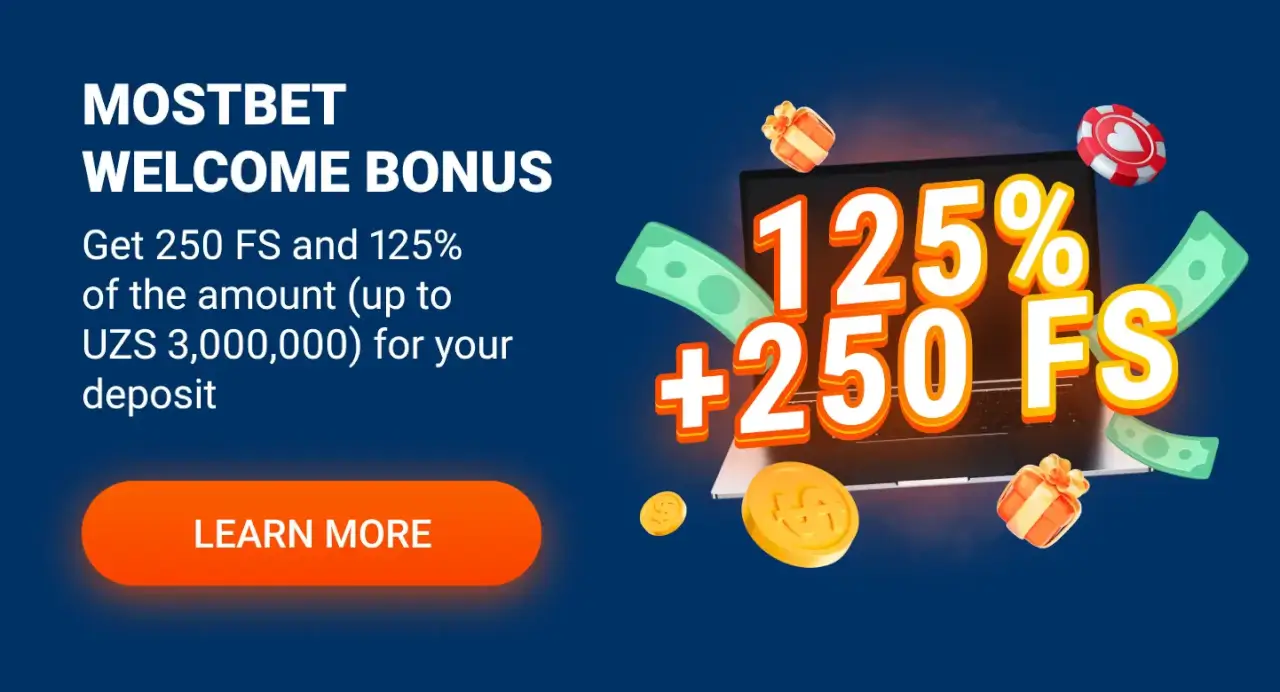 MOSTBET
WELCOME BONUS
Get 250 FS and 125%
of the amount (up to
UZS 3,000,000) for your
deposit
LEARN MORE
125%
+250 FS